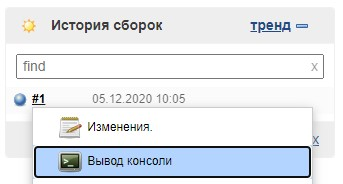 История сборок тренд
find x
#1 05.12.2020 10:05
Изменения.
х
Вывод консоли